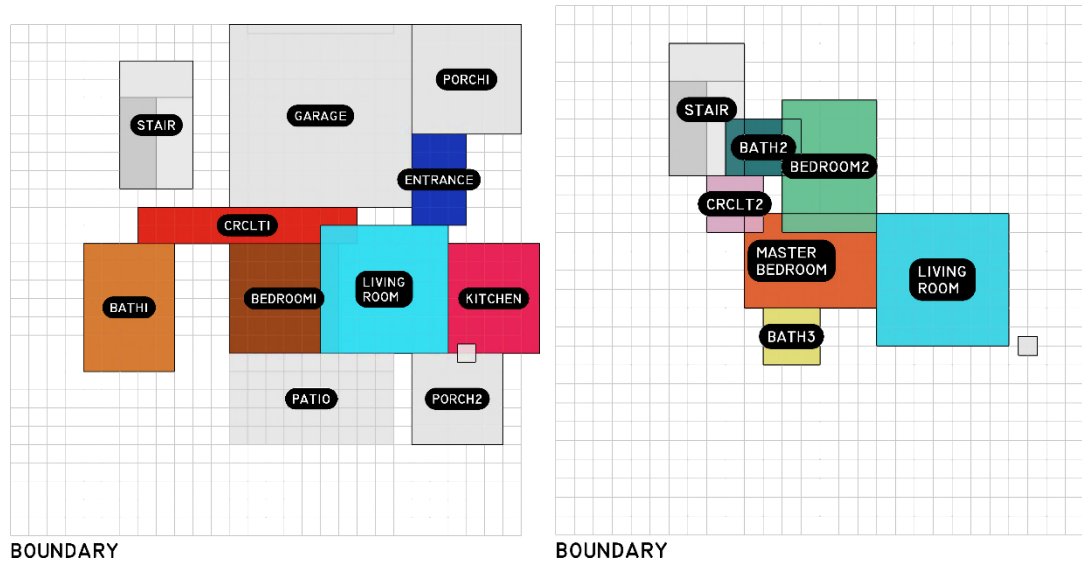 PORCH1
GARAGE
STAIR
ENTRANCE
CRCLT1
LIVING
ROOM
BEDROOM1
KITCHEN
BATH1
PATIO
PORCH2
BOUNDARY
STAIR
BATH2
BEDROOM2
CRCLT2
MASTER
BEDROOM
LIVING
ROOM
BATH3
BOUNDARY